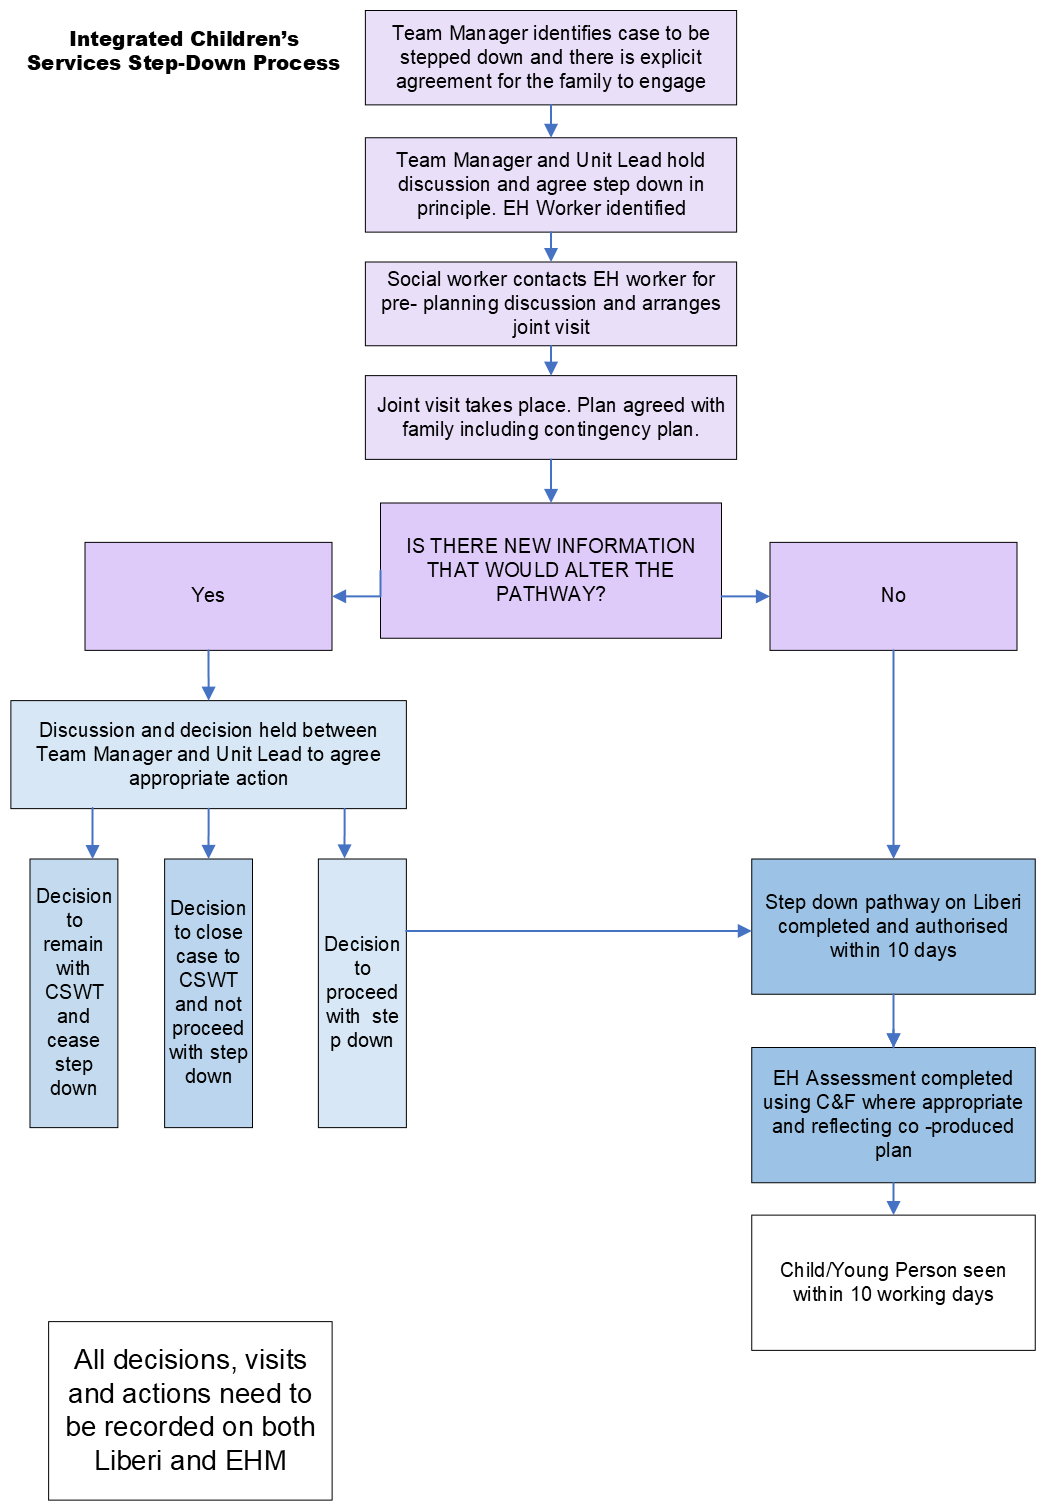 Integrated Children's
Services Step-Down Process
Team Manager identifies case to be
stepped down and there is explicit
agreement for the family to engage
Team Manager and Unit Lead hold
discussion and agree step down in
principle. EH Worker identified
Social worker contacts EH worker for
pre- planning discussion and arranges
joint visit
Joint visit takes place. Plan agreed with
family including contingency plan.
IS THERE NEW INFORMATION
THAT WOULD ALTER THE
PATHWAY?
Yes
No
Discussion and decision held between
Team Manager and Unit Lead to agree
appropriate action
Decision
to
remain
with
CSWT
and
cease
step
down
Decision
to close
case to
CSWT
and not
proceed
with step
down
Decision
to
proceed
with  ste
p down
Step down pathway on Liberi
completed and authorised
within 10 days
EH Assessment completed
using C&F where appropriate
and reflecting co -produced
plan
Child/Young Person seen
within 10 working days
All decisions, visits
and actions need to
be recorded on both
Liberi and EHM